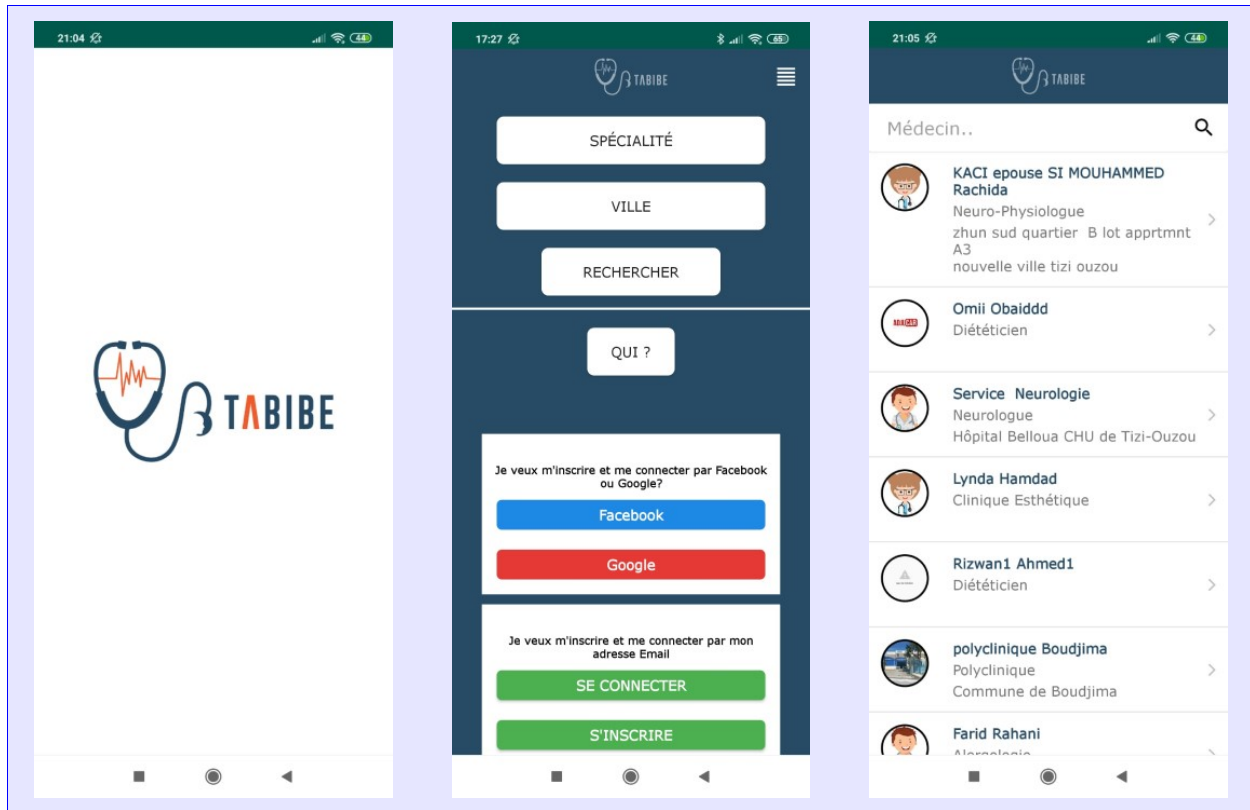 21:04
44
TABIBE
17:27
65
TABIBE
SPÉCIALITÉ
VILLE
RECHERCHER
QUI ?
Je veux m'inscrire et me connecter par Facebook
ou Google?
Facebook
Google
Je veux m'inscrire et me connecter par mon
adresse Email
SE CONNECTER
S'INSCRIRE
21:05
44
TABIBE
Médecin..
KACI epouse SI MOUHAMMED
Rachida
Neuro-Physiologue
zhun sud quartier B lot apprtmnt
A3
nouvelle ville tizi ouzou
Omii Obaiddd
Diététicien
Service Neurologie
Neurologue
Hôpital Belloua CHU de Tizi-Ouzou
Lynda Hamdad
Clinique Esthétique
Rizwan1 Ahmed1
Diététicien
polyclinique Boudjima
Polyclinique
Commune de Boudjima
Farid Rahani